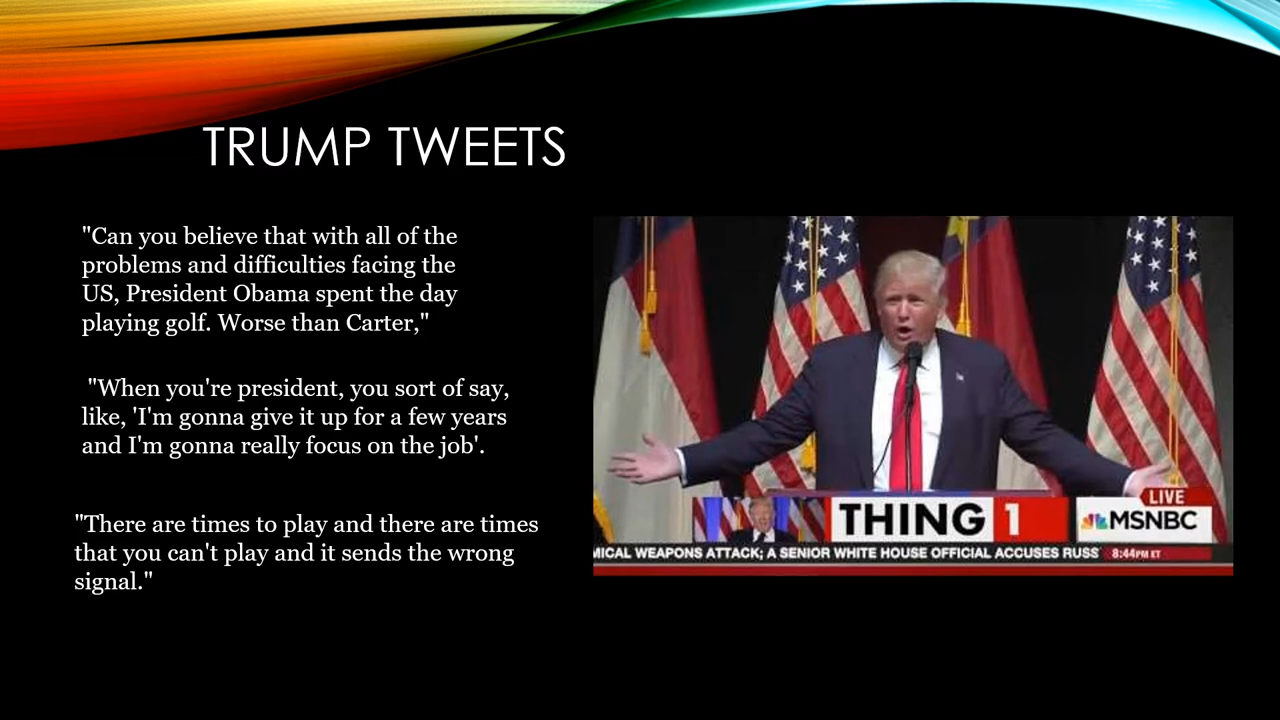 TRUMP TWEETS
"Can you believe that with all of the
problems and difficulties facing the
US, President Obama spent the day
playing golf. Worse than Carter,"
"When you're president, you sort of say,
like, 'I'm gonna give it up for a few years
and I'm gonna really focus on the job'.
"There are times to play and there are times
that you can't play and it sends the wrong
signal."
LIVE
THING 1
MSNBC
MICAL WEAPONS ATTACK; A SENIOR WHITE HOUSE OFFICIAL ACCUSES RUSS 8:44PM ET